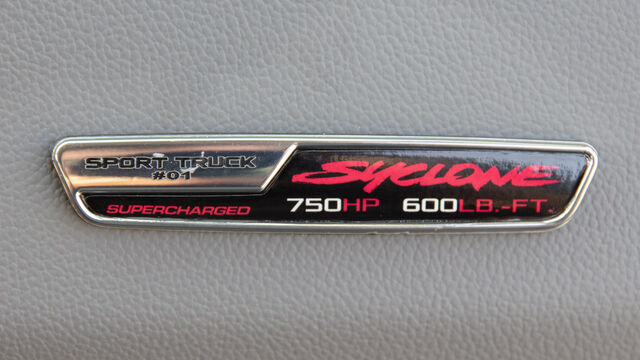 SPORT TRUCK
#01
SYCLONE
SUPERCHARGED 750HP 600LB.-FT.